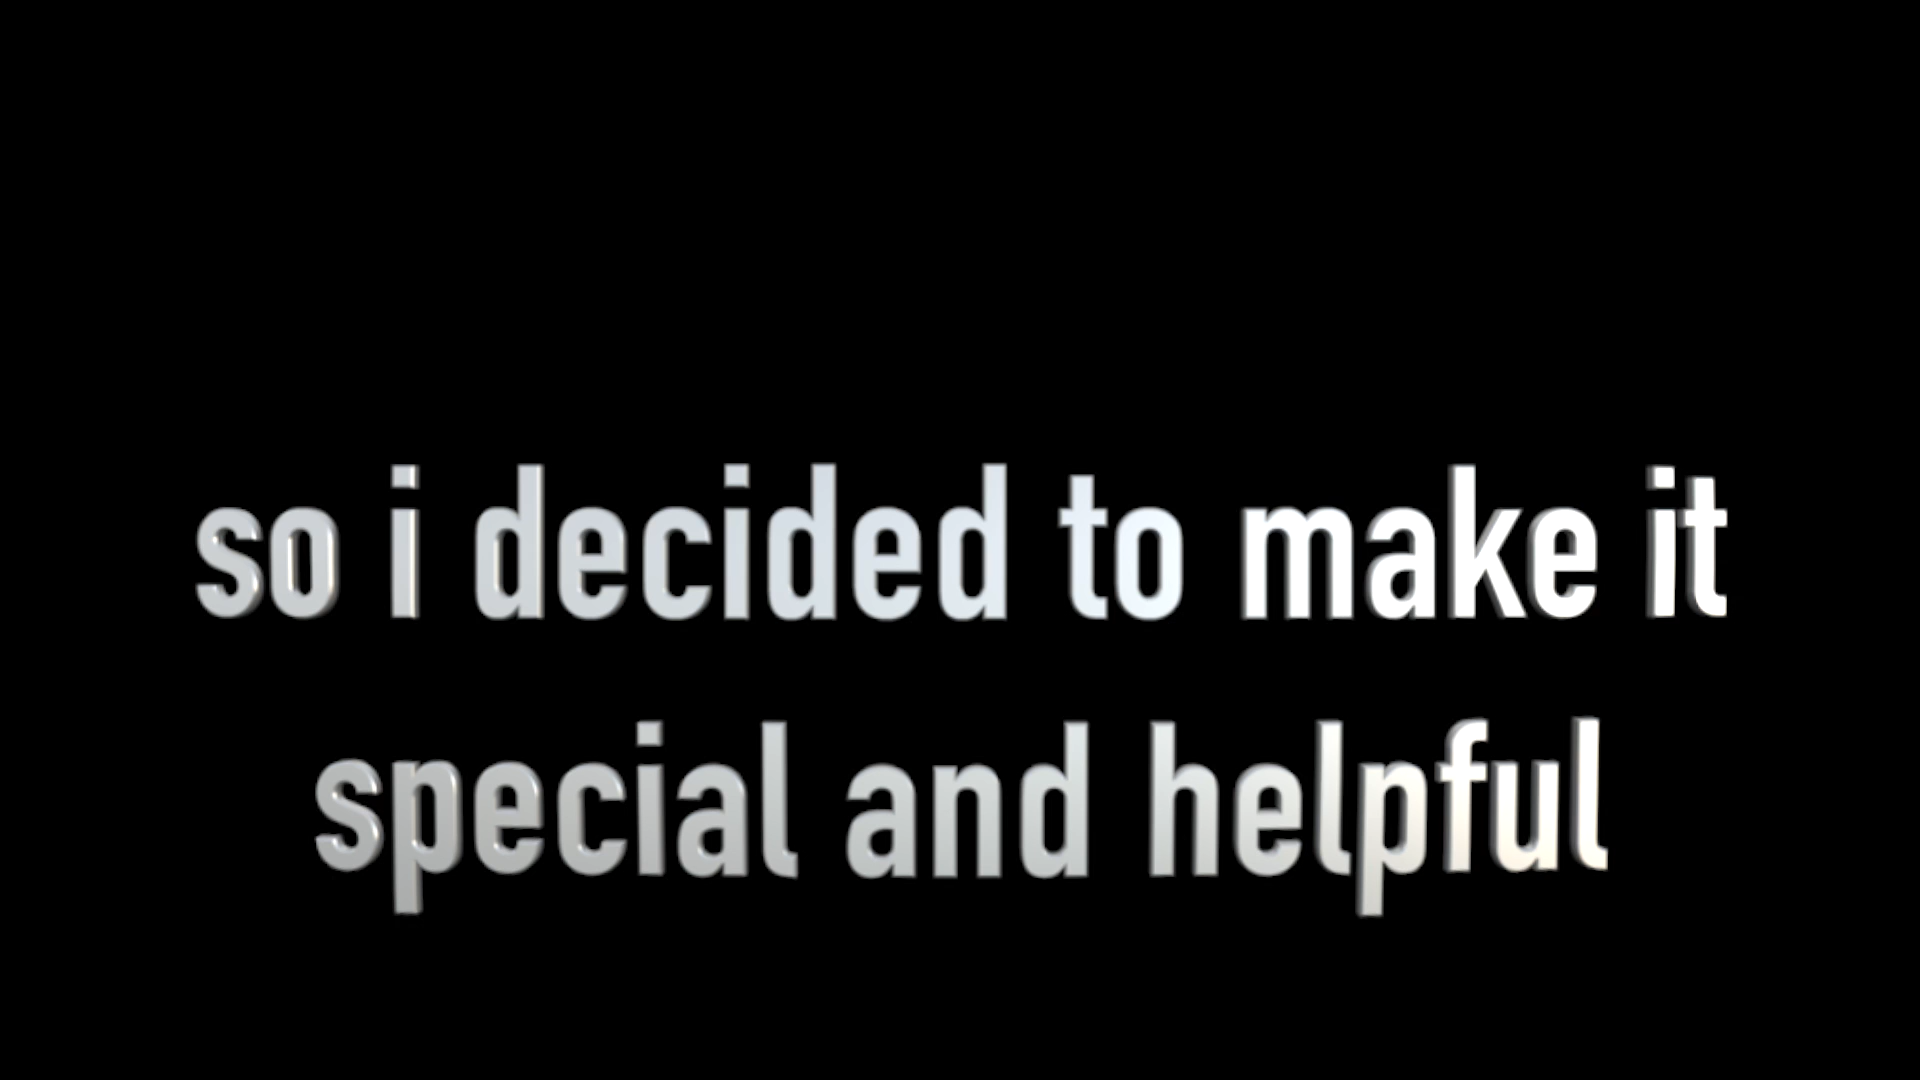 so i decided to make it
special and helpful